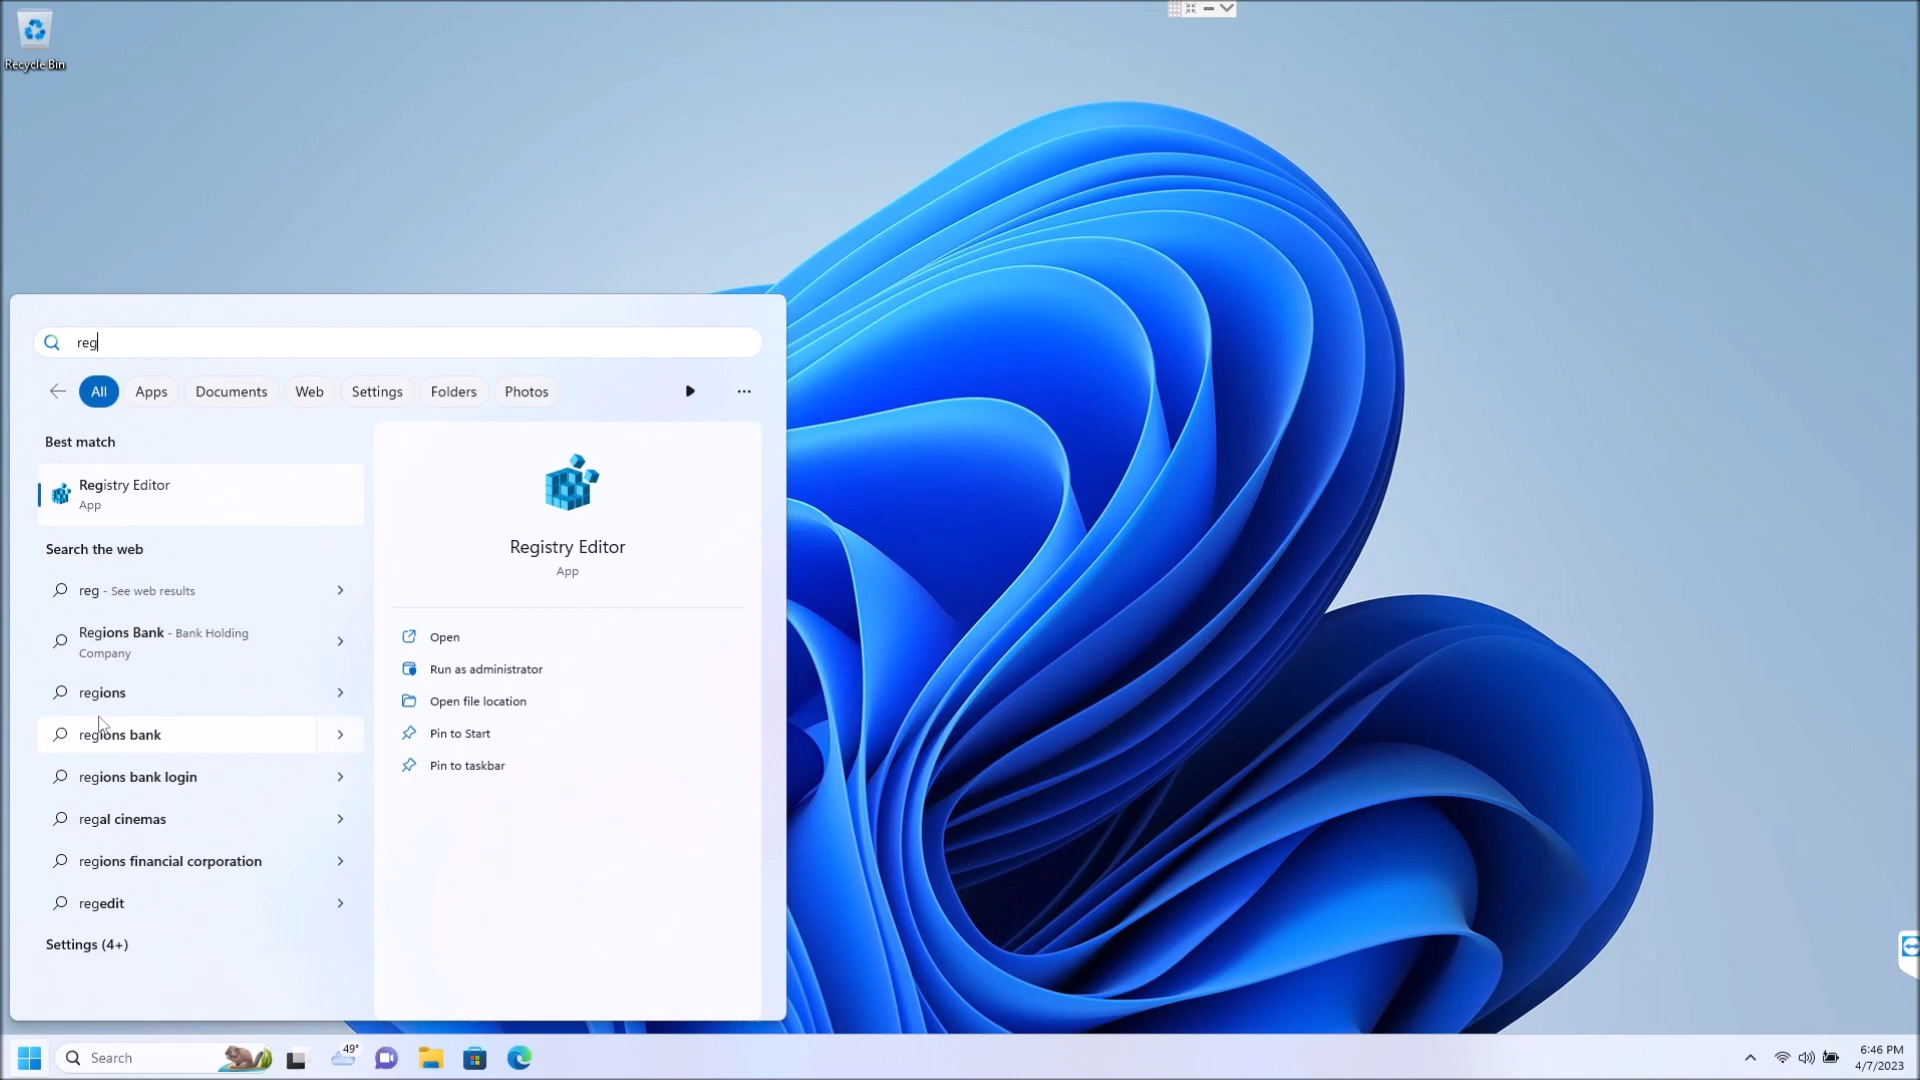 Recycle Bin
reg
All
Apps
Documents
Web
Settings
Folders
Photos
Best match
Registry Editor
App
Search the web
reg - See web results
Regions Bank - Bank Holding
Company
regions
regions bank
regions bank login
regal cinemas
regions financial corporation
regedit
Settings (4+)
Registry Editor
App
Open
Run as administrator
Open file location
Pin to Start
Pin to taskbar
Search
49°
6:46 PM
4/7/2023